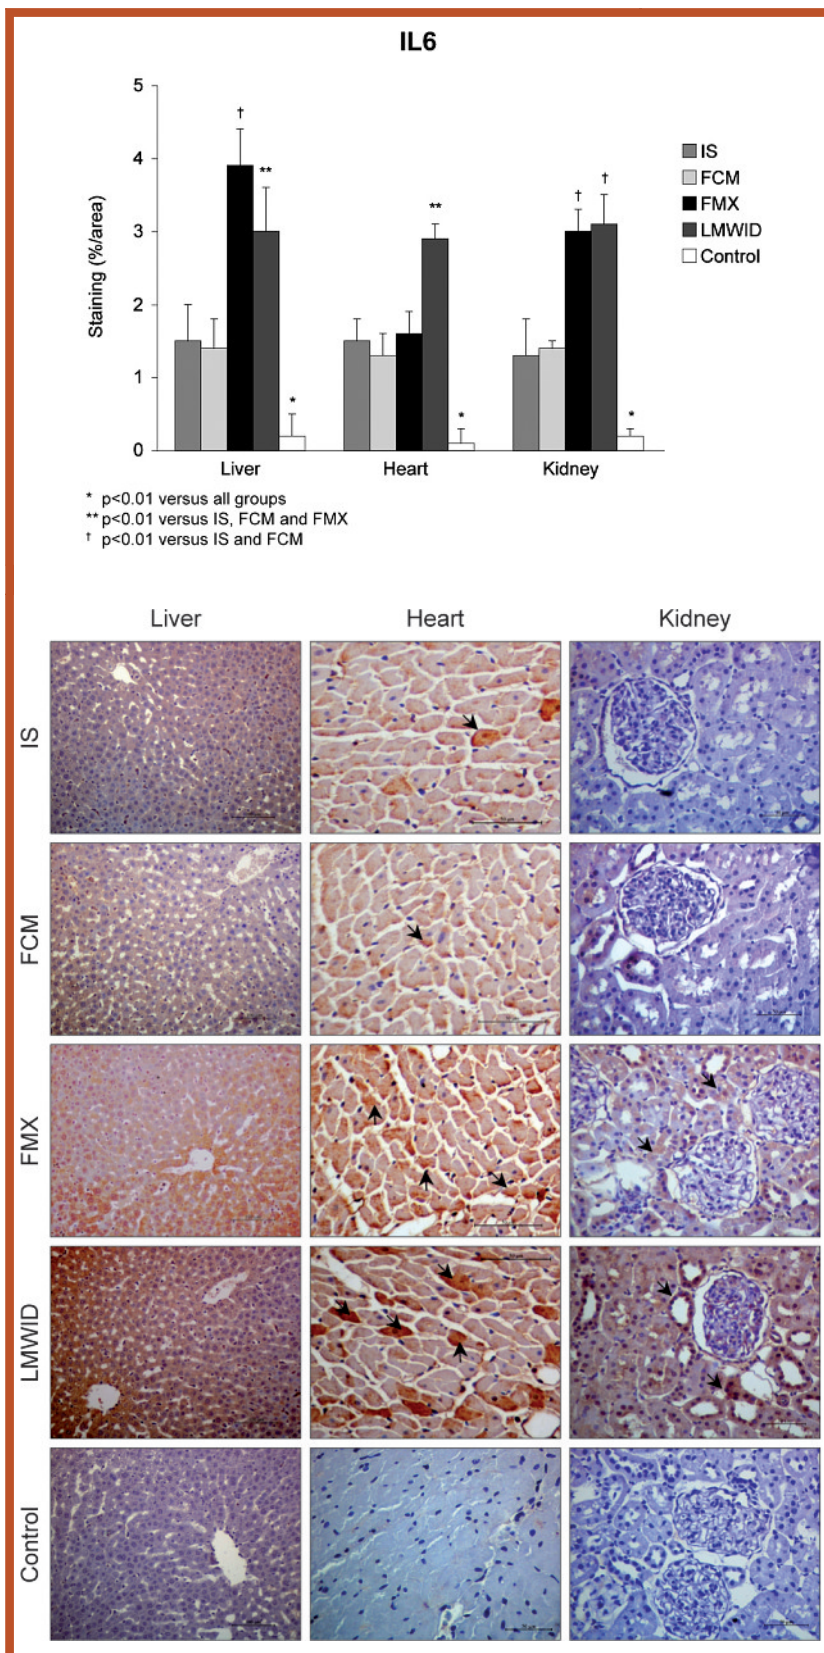 IL6
5
4
3
2
1
0
Staining (%/area)
†
**
*
**
*
†
†
*
IS
FCM
FMX
LMWID
Control
Liver Heart Kidney
* p<0.01 versus all groups
** p<0.01 versus IS, FCM and FMX
† p<0.01 versus IS and FCM
Liver Heart Kidney
IS
FCM
FMX
LMWID
Control